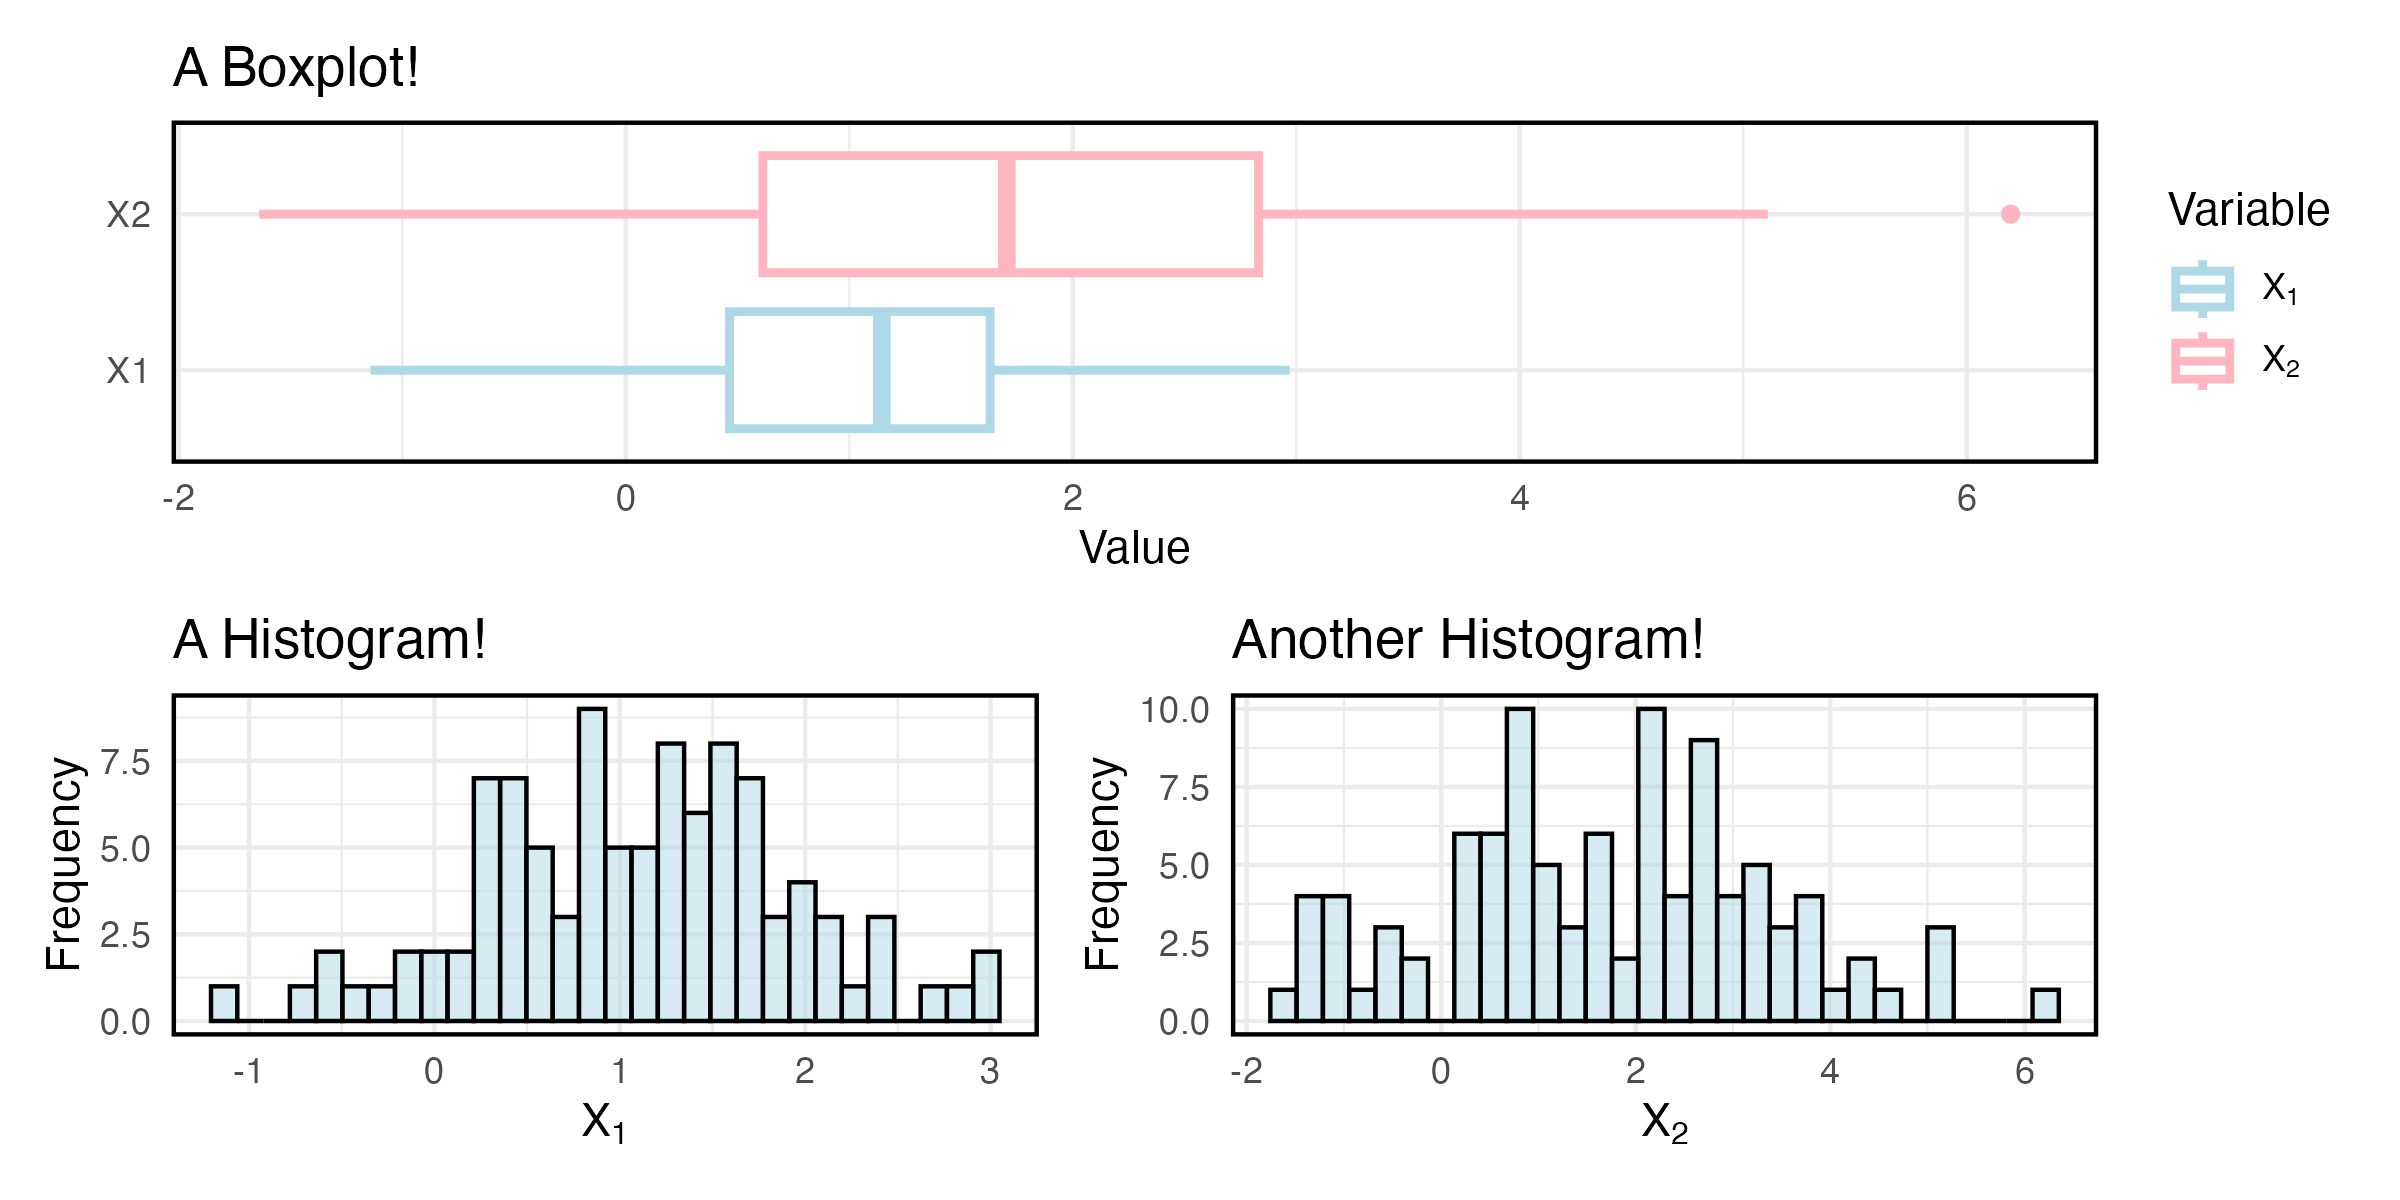 A Boxplot!
X2
X1
-2 0 2 4 6
Value
Variable
X₁
X₂
A Histogram!
Frequency
7.5
5.0
2.5
0.0
-1 0 1 2 3
X₁
Another Histogram!
Frequency
10.0
7.5
5.0
2.5
0.0
-2 0 2 4 6
X₂